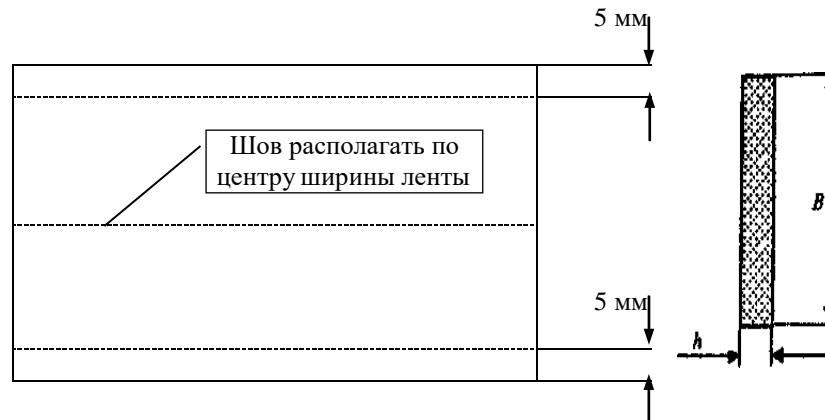 5 мм
Шов располагать по
центру ширины ленты
B
5 мм
h